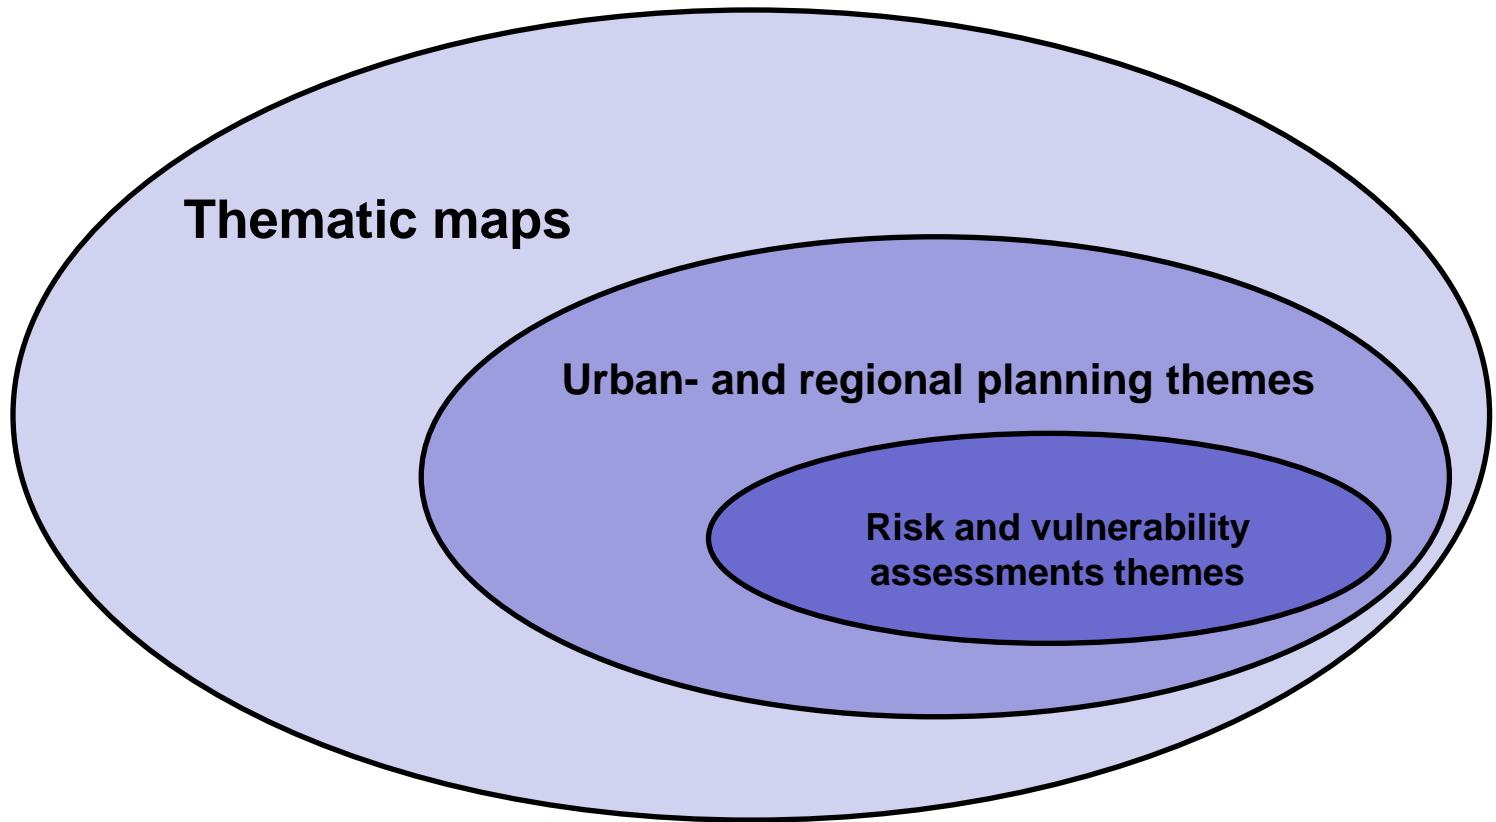 Thematic maps
Urban- and regional planning themes
Risk and vulnerability
assessments themes